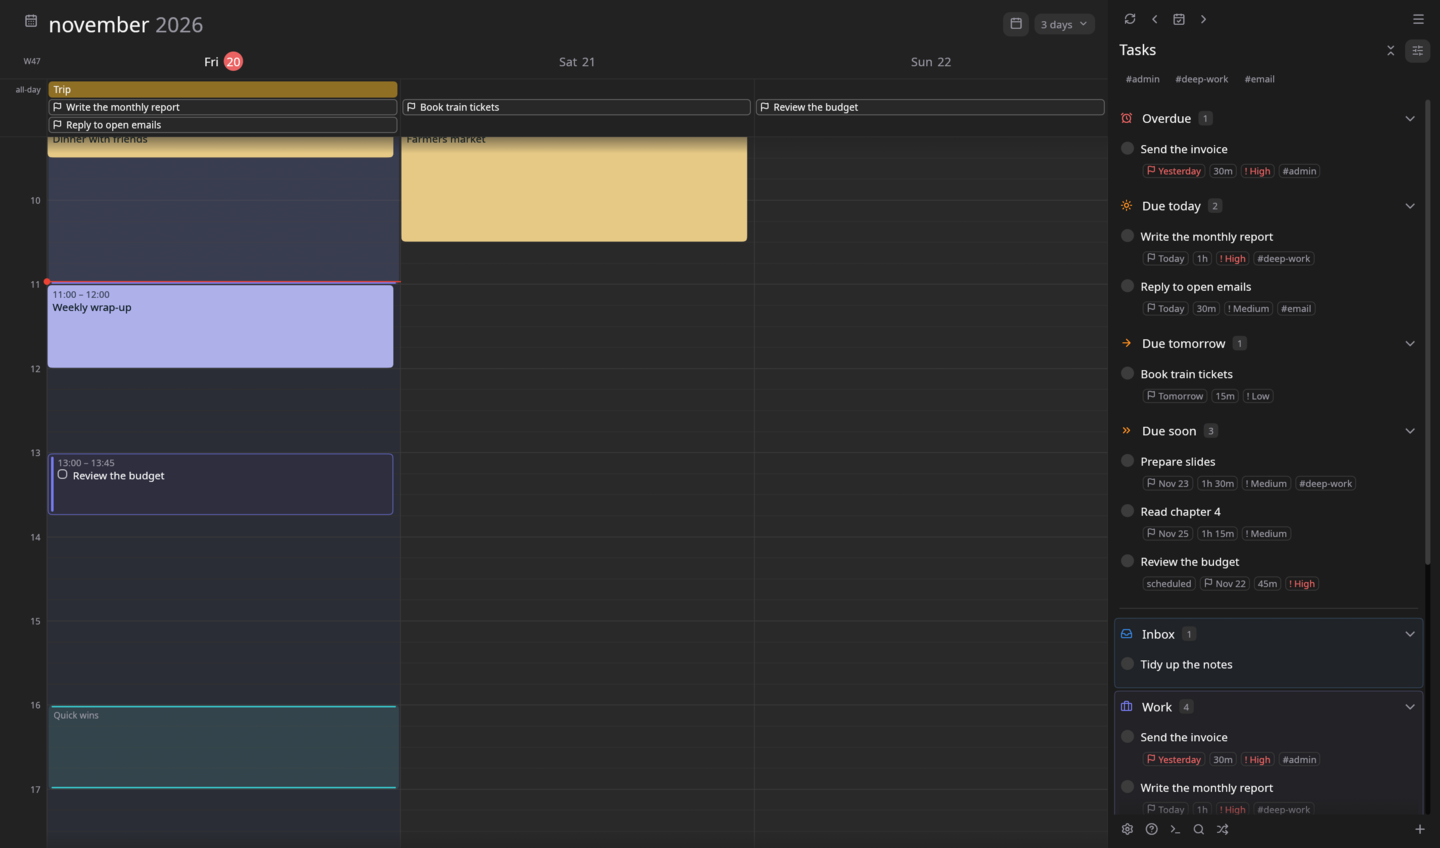 november 2026
3 days
W47
Fri 20
Sat 21
Sun 22
all-day
Trip
Write the monthly report
Reply to open emails
Book train tickets
Review the budget
Dinner with friends
Farmers market
10
11
11:00 – 12:00
Weekly wrap-up
12
13
13:00 – 13:45
Review the budget
14
15
16
Quick wins
17
Tasks
#admin #deep-work #email
Overdue 1
Send the invoice
Yesterday 30m ! High #admin
Due today 2
Write the monthly report
Today 1h ! High #deep-work
Reply to open emails
Today 30m ! Medium #email
Due tomorrow 1
Book train tickets
Tomorrow 15m ! Low
Due soon 3
Prepare slides
Nov 23 1h 30m ! Medium #deep-work
Read chapter 4
Nov 25 1h 15m ! Medium
Review the budget
scheduled Nov 22 45m ! High
Inbox 1
Tidy up the notes
Work 4
Send the invoice
Yesterday 30m ! High #admin
Write the monthly report
Today 1h ! High #deep-work